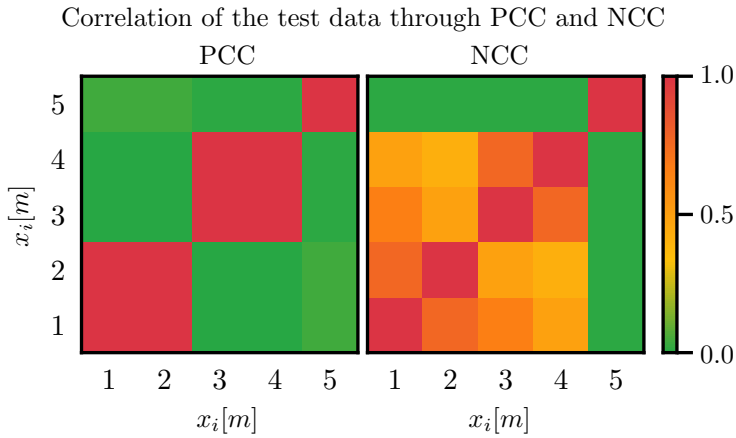 Correlation of the test data through PCC and NCC
PCC NCC
5
4
3
2
1
x_i[m]
1 2 3 4 5
1 2 3 4 5
x_i[m]
x_i[m]
1.0
0.5
0.0